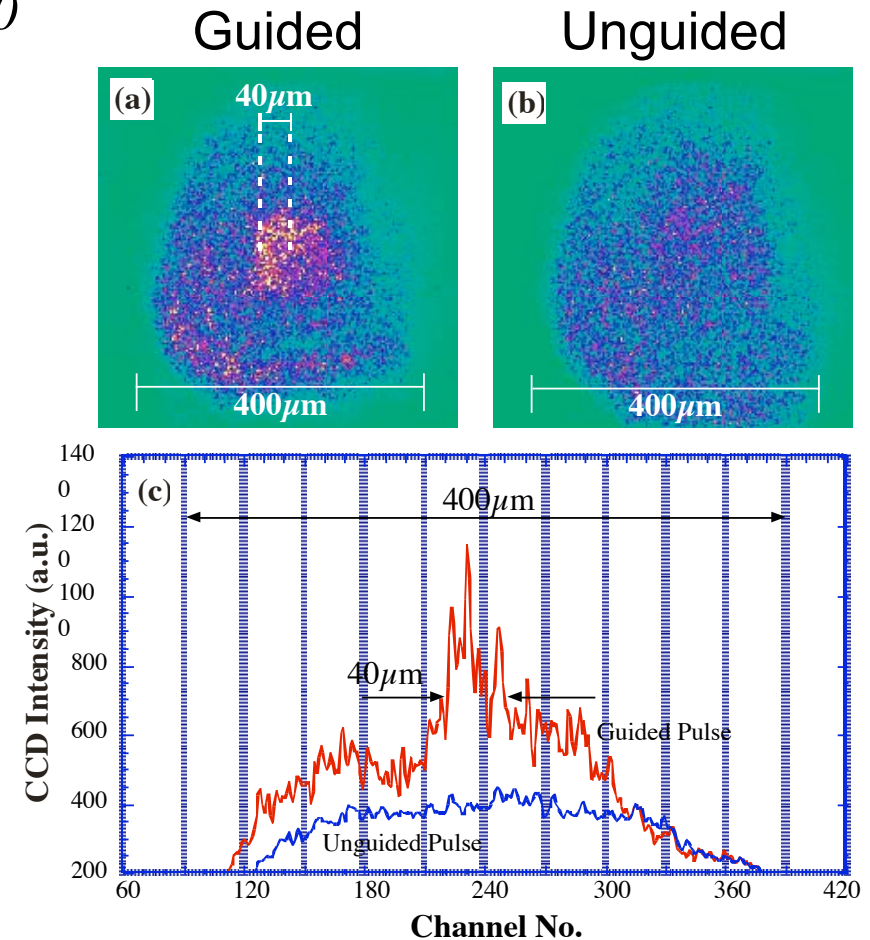 Guided Unguided
(a) 40µm (b)
400µm 400µm
140
0
120
0
100
0
800
600
400
200
CCD Intensity (a.u.)
(c)
400µm
40µm
Guided Pulse
Unguided Pulse
60 120 180 240 300 360 420
Channel No.